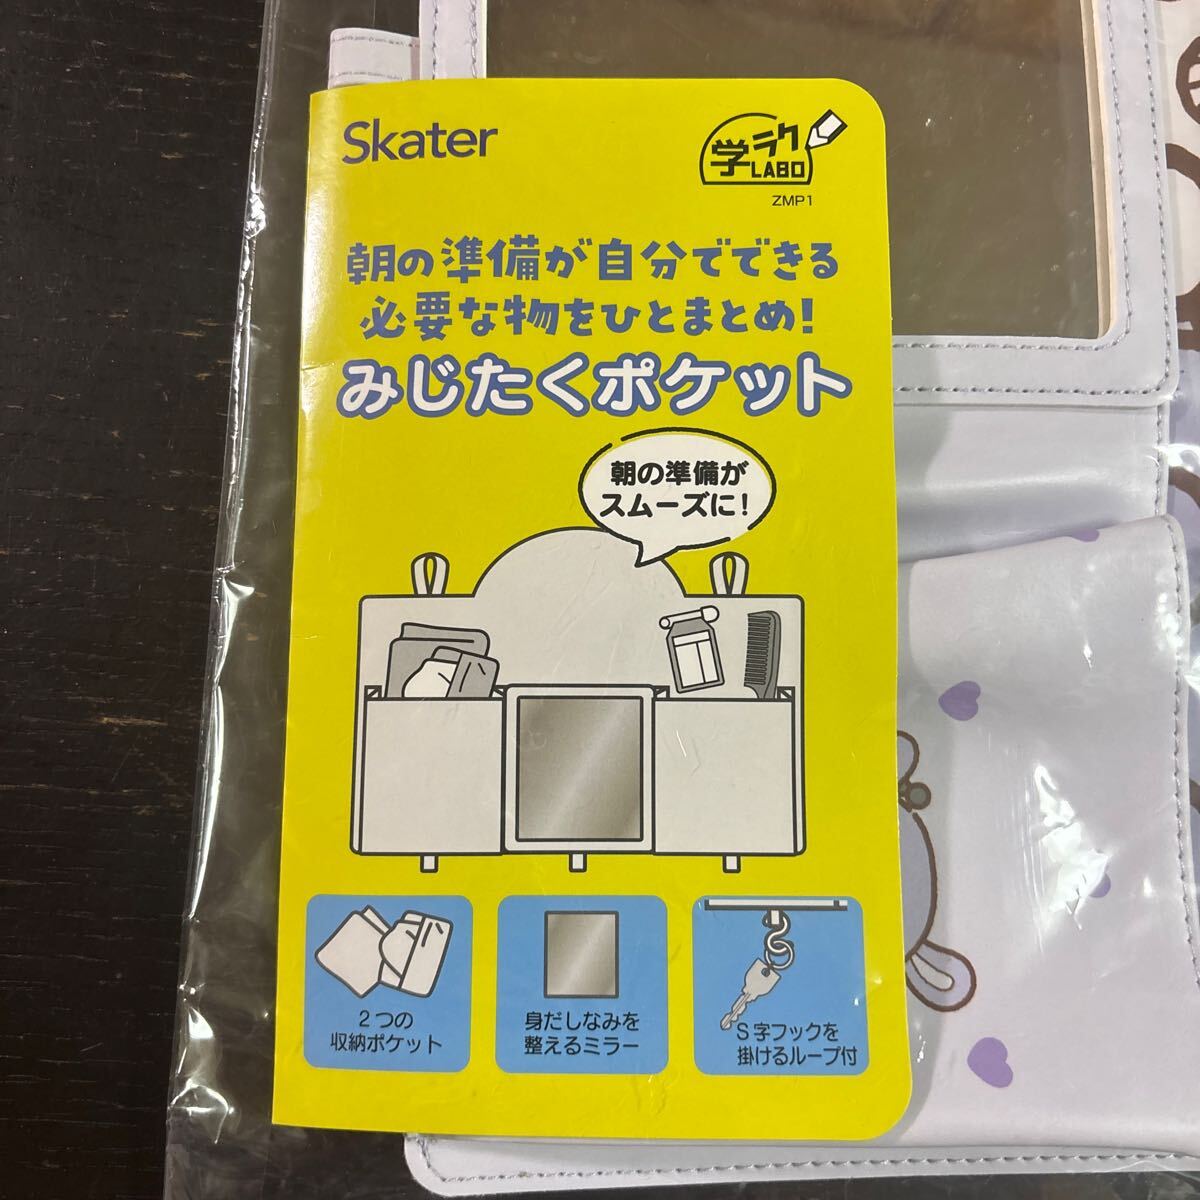 Skater
学ラク
LABO
ZMP1
朝の準備が自分でできる
必要な物をひとまとめ!
みじたくポケット
朝の準備が
スムーズに!
2つの
収納ポケット
身だしなみを
整えるミラー
S字フックを
掛けるループ付